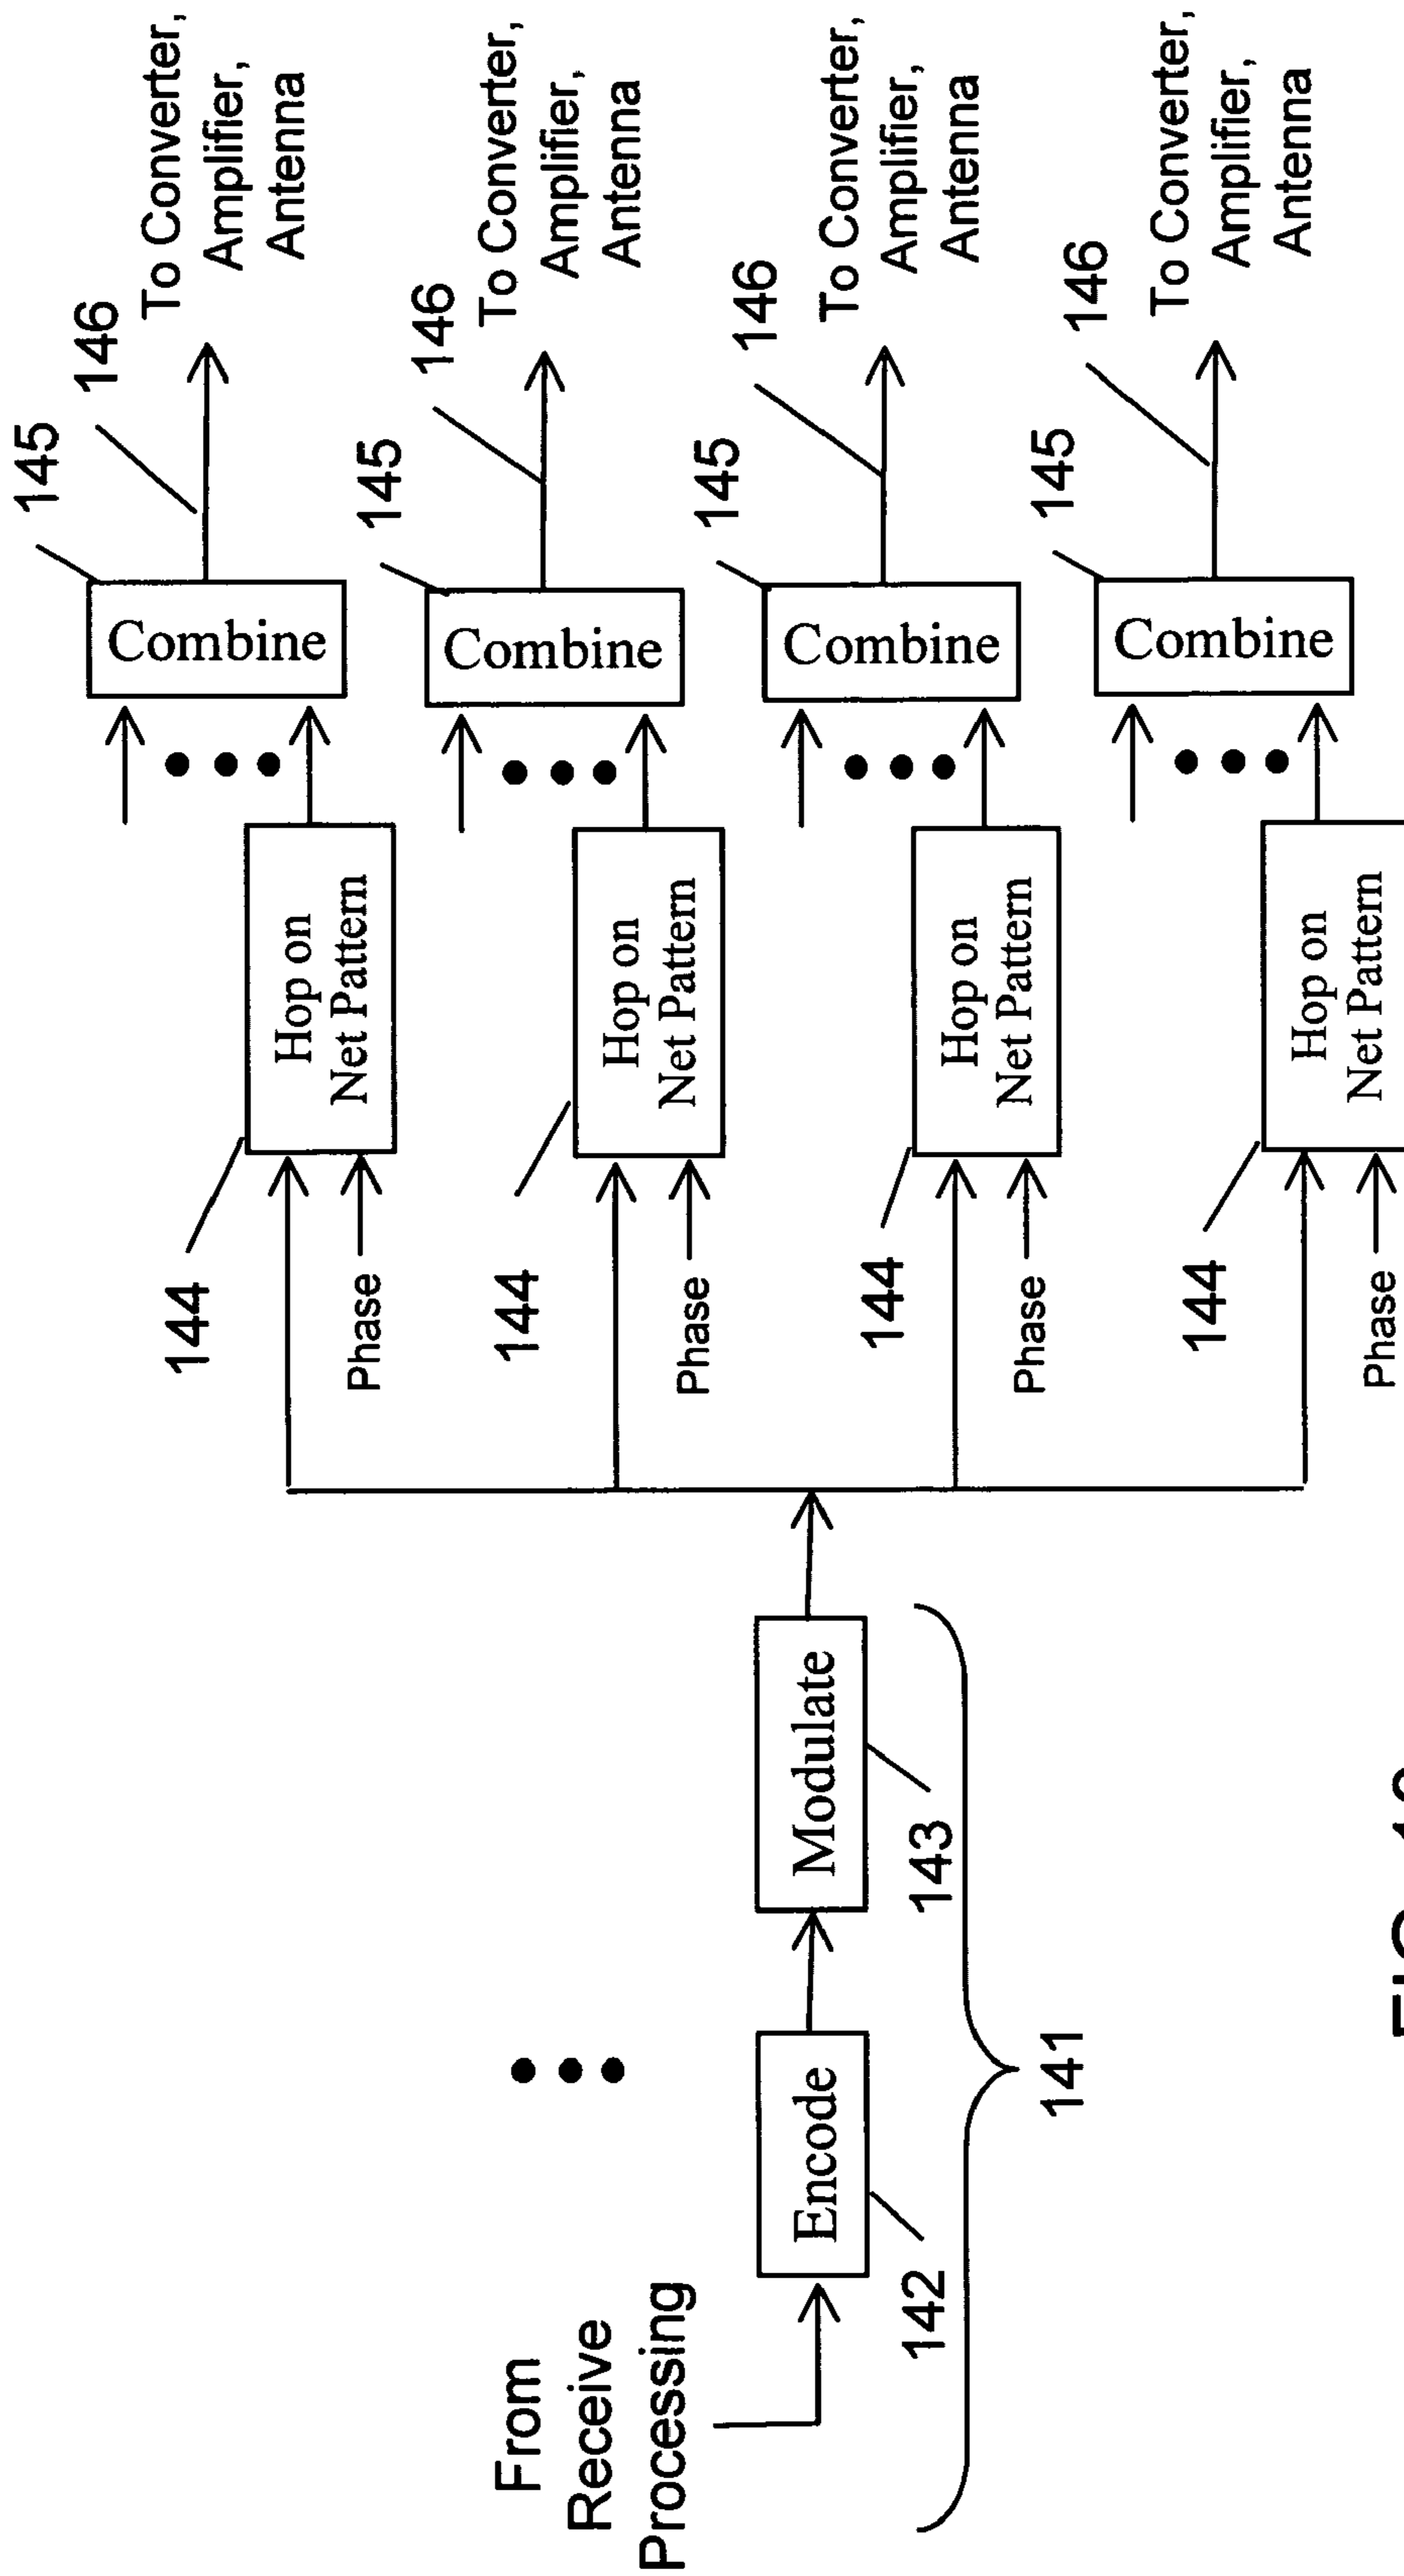 From
Receive
Processing
Encode
142
Modulate
143
141
144
Phase
Hop on
Net Pattern
Combine
145
146
To Converter,
Amplifier,
Antenna
144
Phase
Hop on
Net Pattern
Combine
145
146
To Converter,
Amplifier,
Antenna
144
Phase
Hop on
Net Pattern
Combine
145
146
To Converter,
Amplifier,
Antenna
144
Phase
Hop on
Net Pattern
Combine
145
146
To Converter,
Amplifier,
Antenna
FIG.